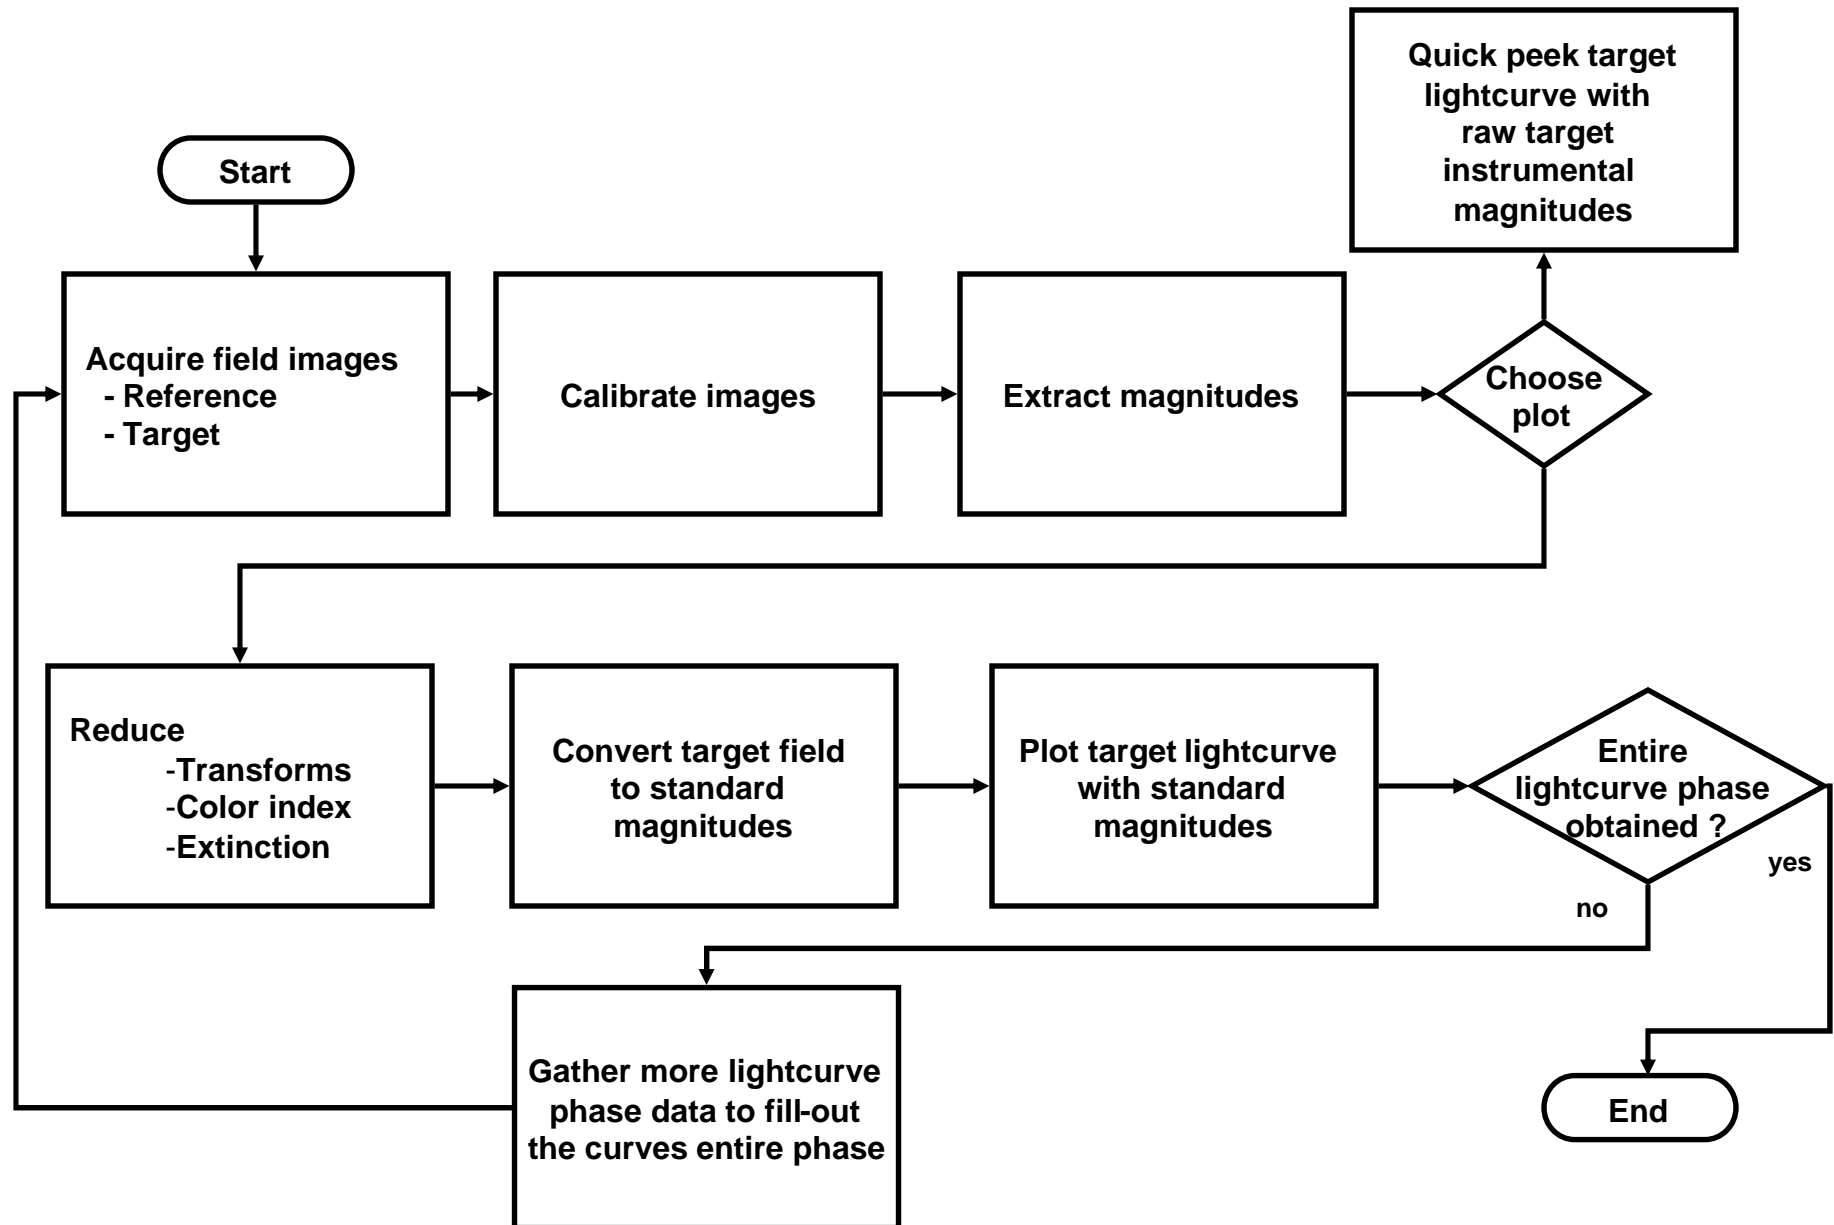 Quick peek target
lightcurve with
raw target
instrumental
magnitudes
Start
Acquire field images
- Reference
- Target
Calibrate images
Extract magnitudes
Choose
plot
Reduce
-Transforms
-Color index
-Extinction
Convert target field
to standard
magnitudes
Plot target lightcurve
with standard
magnitudes
Entire
lightcurve phase
obtained ?
yes
no
Gather more lightcurve
phase data to fill-out
the curves entire phase
End